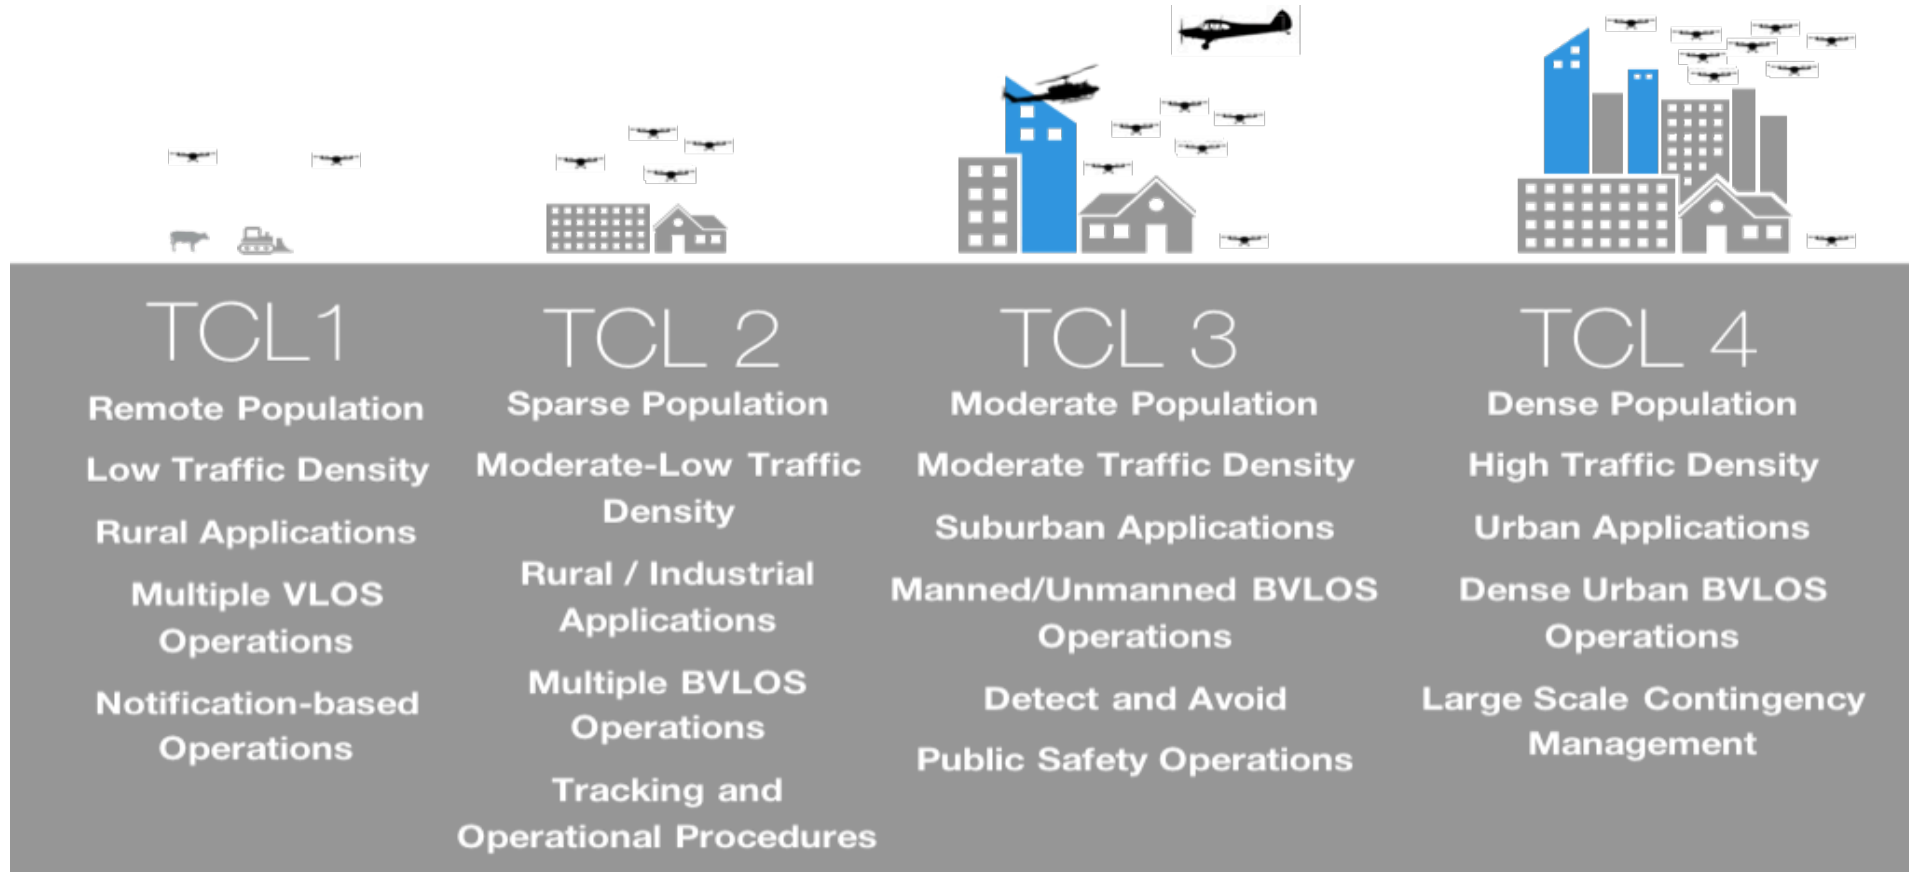 TCL1
Remote Population
Low Traffic Density
Rural Applications
Multiple VLOS
Operations
Notification-based
Operations
TCL 2
Sparse Population
Moderate-Low Traffic
Density
Rural / Industrial
Applications
Multiple BVLOS
Operations
Tracking and
Operational Procedures
TCL 3
Moderate Population
Moderate Traffic Density
Suburban Applications
Manned/Unmanned BVLOS
Operations
Detect and Avoid
Public Safety Operations
TCL 4
Dense Population
High Traffic Density
Urban Applications
Dense Urban BVLOS
Operations
Large Scale Contingency
Management